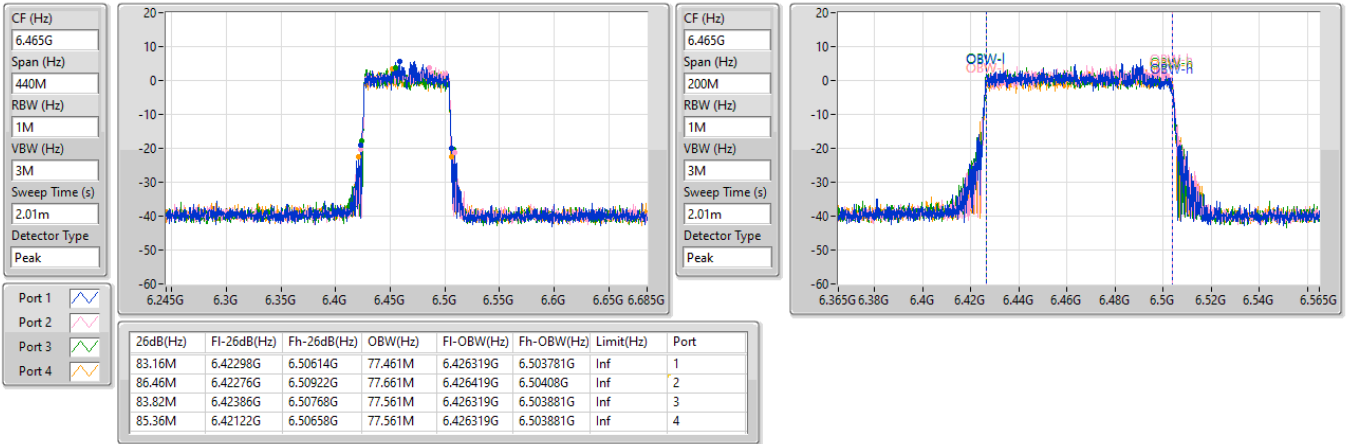 CF (Hz)
6.465G
Span (Hz)
440M
RBW (Hz)
1M
VBW (Hz)
3M
Sweep Time (s)
2.01m
Detector Type
Peak
20
10
0
-10
-20
-30
-40
-50
-60
6.245G 6.3G 6.35G 6.4G 6.45G 6.5G 6.55G 6.6G 6.65G 6.685G
CF (Hz)
6.465G
Span (Hz)
200M
RBW (Hz)
1M
VBW (Hz)
3M
Sweep Time (s)
2.01m
Detector Type
Peak
20
10
0
-10
-20
-30
-40
-50
-60
OBW-l
OBW-h
6.365G 6.38G 6.4G 6.42G 6.44G 6.46G 6.48G 6.5G 6.52G 6.54G 6.565G
Port 1
Port 2
Port 3
Port 4
26dB(Hz) Fl-26dB(Hz) Fh-26dB(Hz) OBW(Hz) Fl-OBW(Hz) Fh-OBW(Hz) Limit(Hz) Port
83.16M 6.42298G 6.50614G 77.461M 6.426319G 6.503781G Inf 1
86.46M 6.42276G 6.50922G 77.661M 6.426419G 6.50408G Inf 2
83.82M 6.42386G 6.50768G 77.561M 6.426319G 6.503881G Inf 3
85.36M 6.42122G 6.50658G 77.561M 6.426319G 6.503881G Inf 4